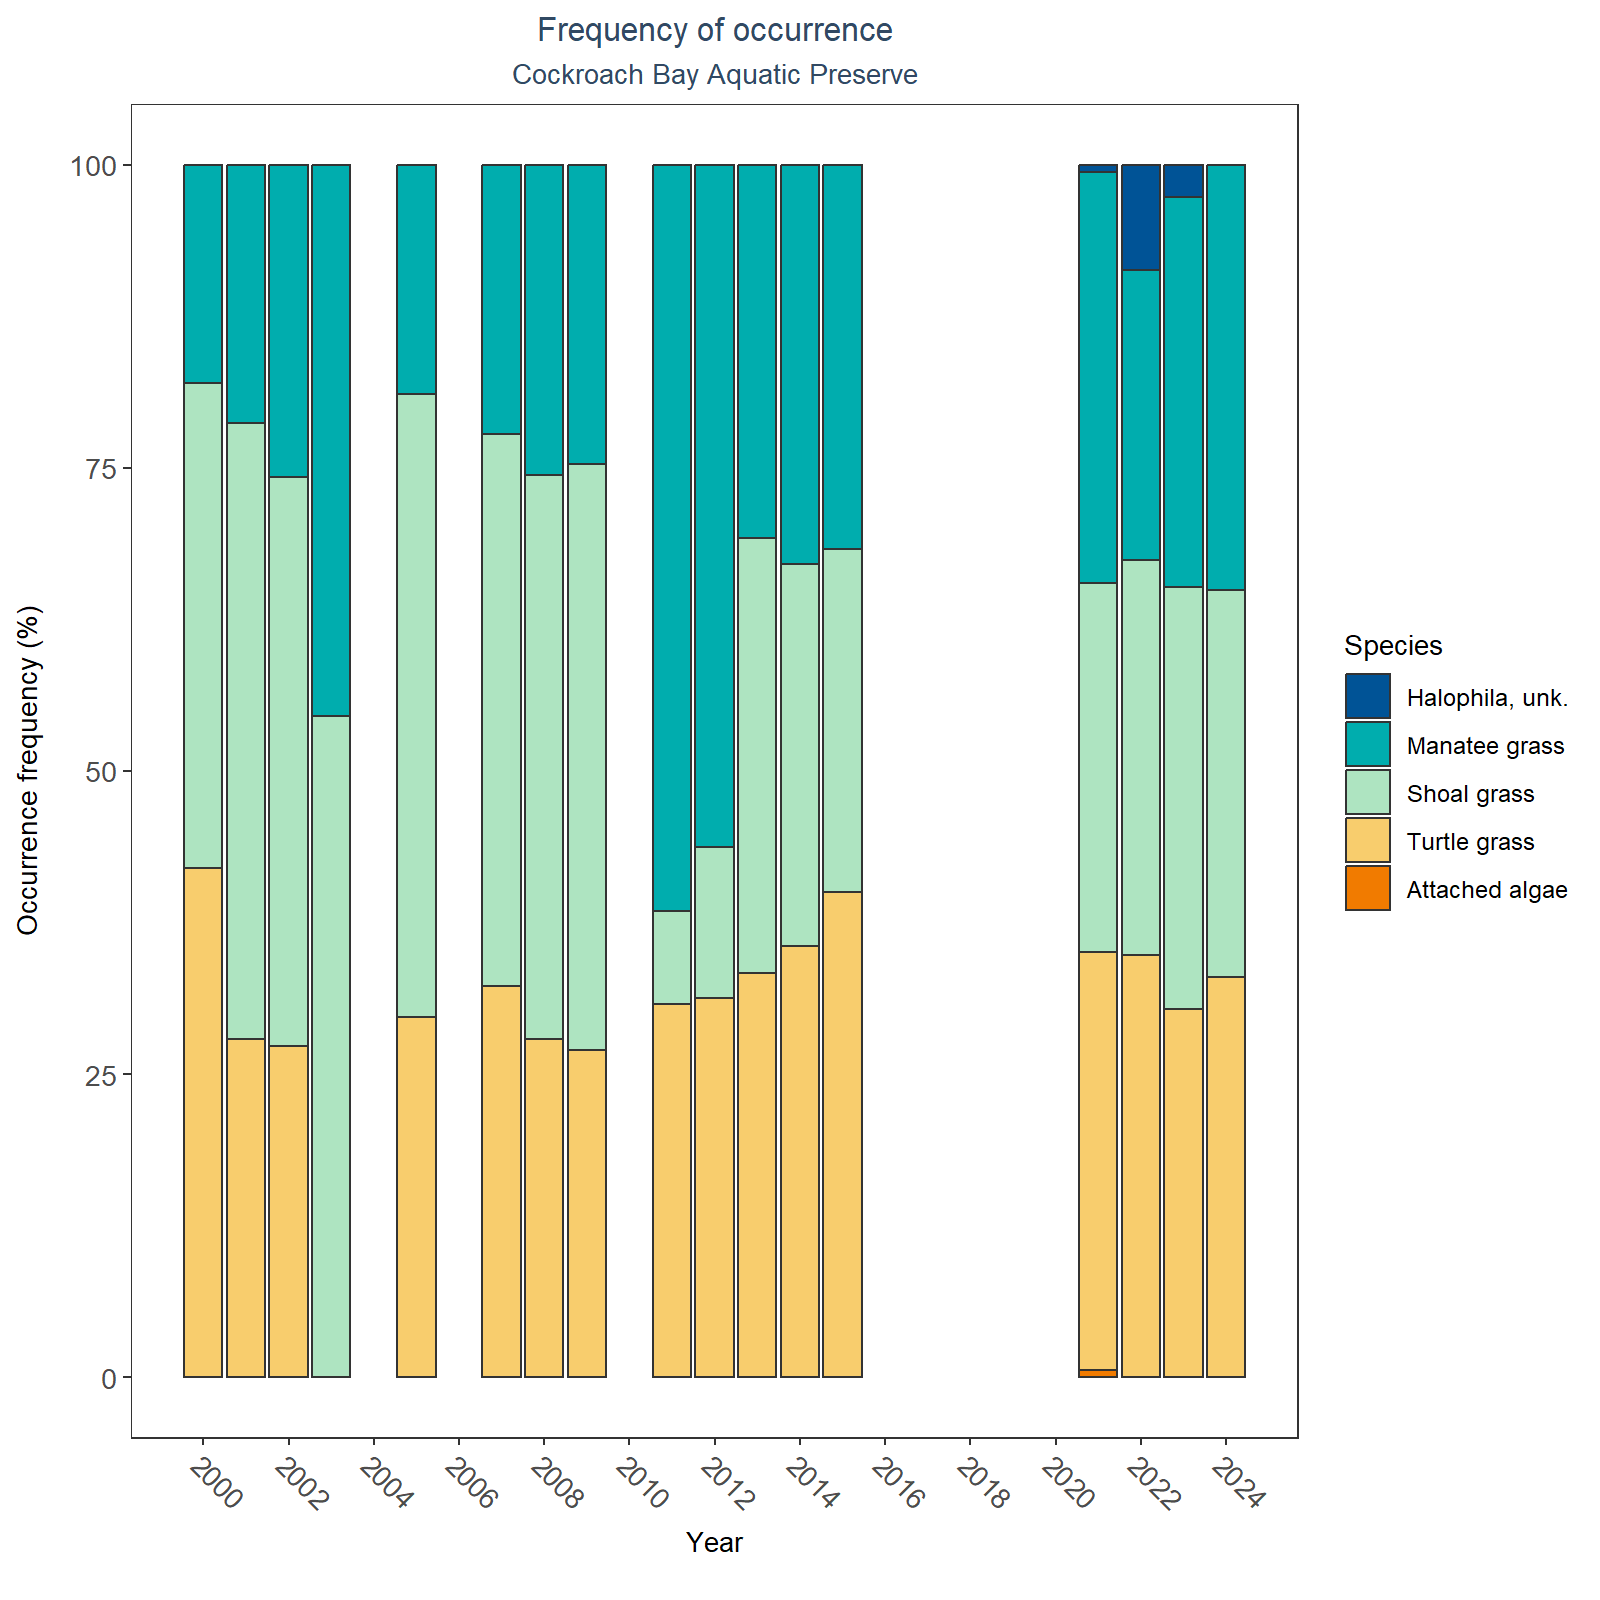 Frequency of occurrence
Cockroach Bay Aquatic Preserve
Occurrence frequency (%)
100
75
50
25
0
2000
2002
2004
2006
2008
2010
2012
2014
2016
2018
2020
2022
2024
Year
Species
Halophila, unk.
Manatee grass
Shoal grass
Turtle grass
Attached algae